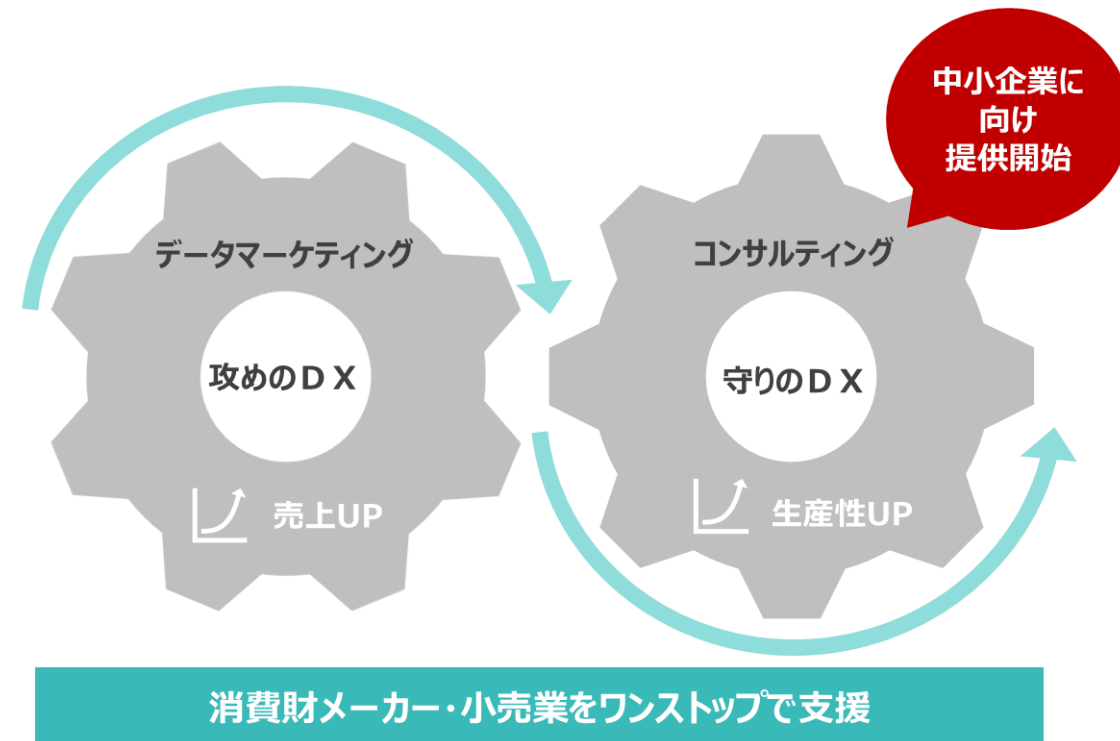 中小企業に
向け
提供開始
データマーケティング
攻めのＤＸ
売上UP
コンサルティング
守りのＤＸ
生産性UP
消費財メーカー・小売業をワンストップで支援